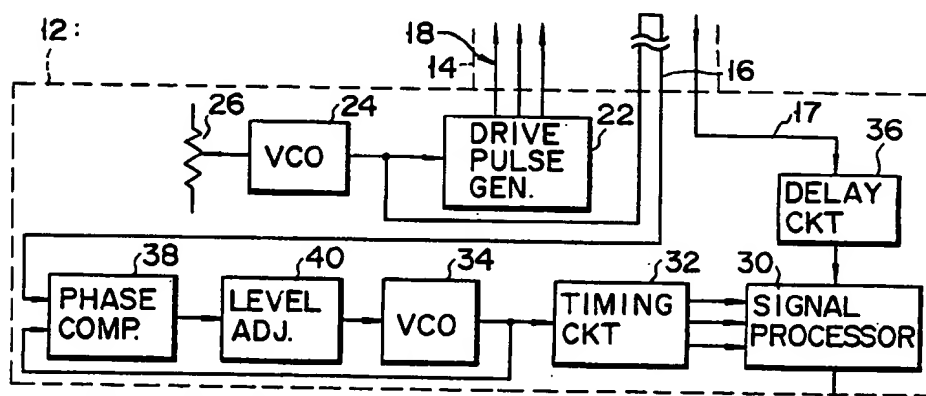 12:
18
14
16
26
24
VCO
DRIVE
PULSE
GEN.
22
17
36
DELAY
CKT
38
PHASE
COMP.
40
LEVEL
ADJ.
34
VCO
32
TIMING
CKT
30
SIGNAL
PROCESSOR